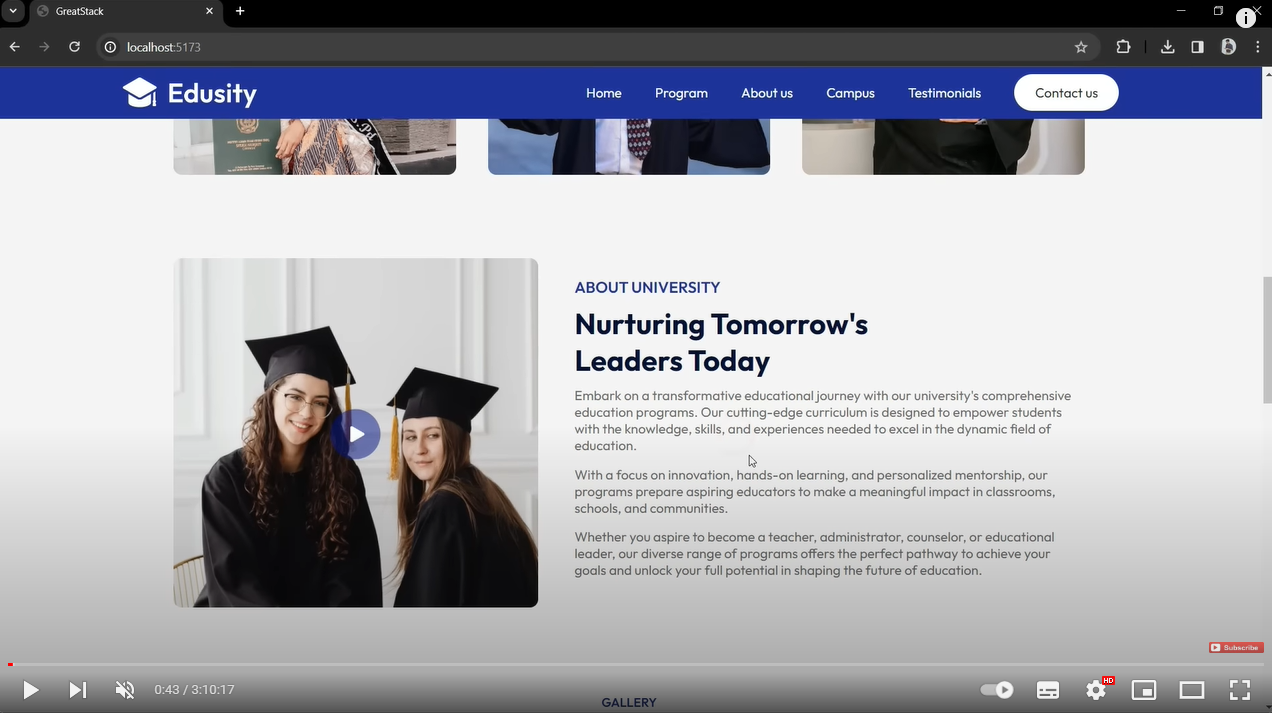 GreatStack
localhost:5173
Edusity
Home
Program
About us
Campus
Testimonials
Contact us
ABOUT UNIVERSITY
Nurturing Tomorrow's
Leaders Today
Embark on a transformative educational journey with our university's comprehensive
education programs. Our cutting-edge curriculum is designed to empower students
with the knowledge, skills, and experiences needed to excel in the dynamic field of
education.
With a focus on innovation, hands-on learning, and personalized mentorship, our
programs prepare aspiring educators to make a meaningful impact in classrooms,
schools, and communities.
Whether you aspire to become a teacher, administrator, counselor, or educational
leader, our diverse range of programs offers the perfect pathway to achieve your
goals and unlock your full potential in shaping the future of education.
Subscribe
0:43 / 3:10:17
HD
GALLERY